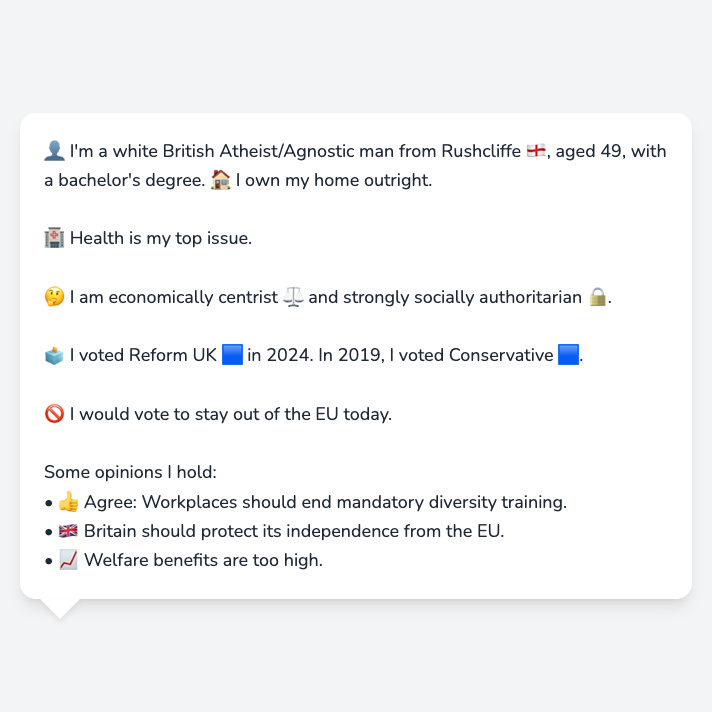 👤 I'm a white British Atheist/Agnostic man from Rushcliffe 🏴󠁧󠁢󠁥󠁮󠁧󠁿, aged 49, with
a bachelor's degree. 🏠 I own my home outright.
🏥 Health is my top issue.
🤔 I am economically centrist ⚖️ and strongly socially authoritarian 🔒.
🗳️ I voted Reform UK 🟦 in 2024. In 2019, I voted Conservative 🟦.
🚫 I would vote to stay out of the EU today.
Some opinions I hold:
• 👍 Agree: Workplaces should end mandatory diversity training.
• 🇬🇧 Britain should protect its independence from the EU.
• 📈 Welfare benefits are too high.